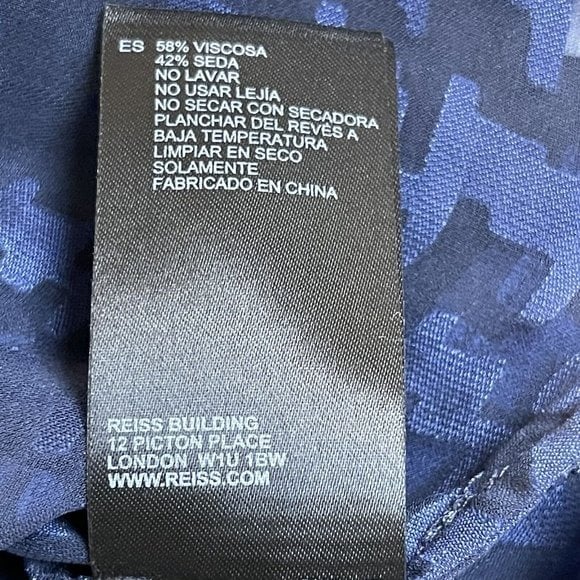 ES 58% VISCOSA
42% SEDA
NO LAVAR
NO USAR LEJÍA
NO SECAR CON SECADORA
PLANCHAR DEL REVÉS A
BAJA TEMPERATURA
LIMPIAR EN SECO
SOLAMENTE
FABRICADO EN CHINA
REISS BUILDING
12 PICTON PLACE
LONDON W1U 1BW
WWW.REISS.COM